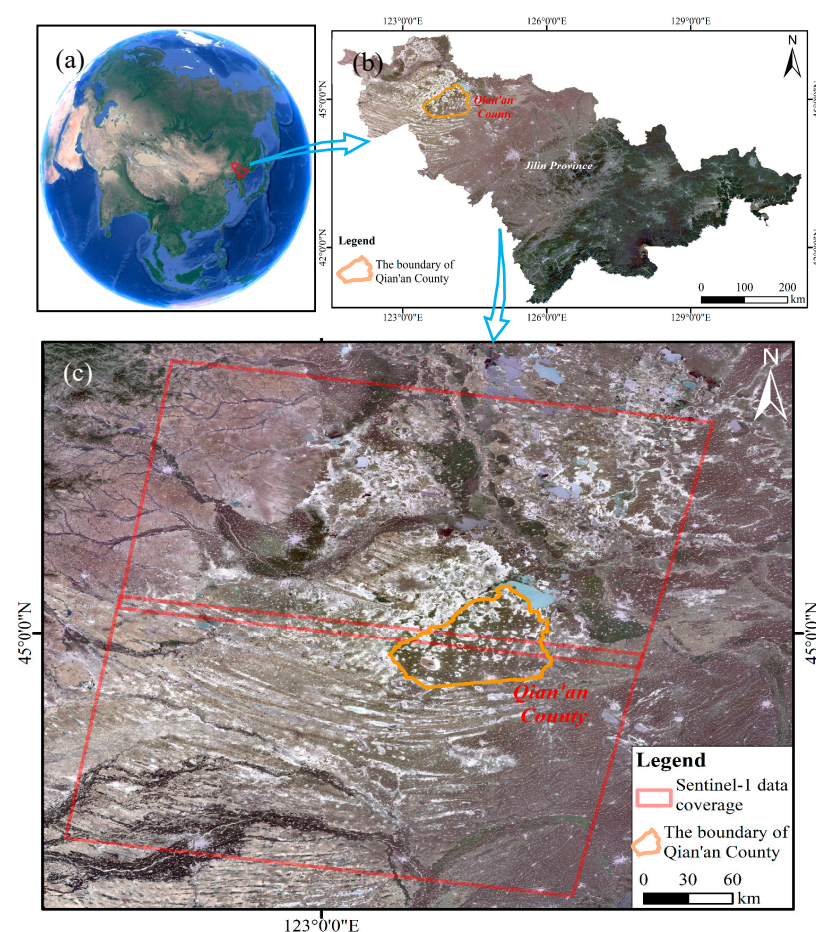 (a)
123°0'0"E 126°0'0"E 129°0'0"E
(b)
N
45°0'0"N
Qian'an
County
Jilin Province
Legend
The boundary of
Qian'an County
42°0'0"N
0 100 200
km
123°0'0"E 126°0'0"E 129°0'0"E
(c)
N
45°0'0"N
45°0'0"N
Qian'an
County
Legend
Sentinel-1 data
coverage
The boundary of
Qian'an County
0 30 60
km
123°0'0"E